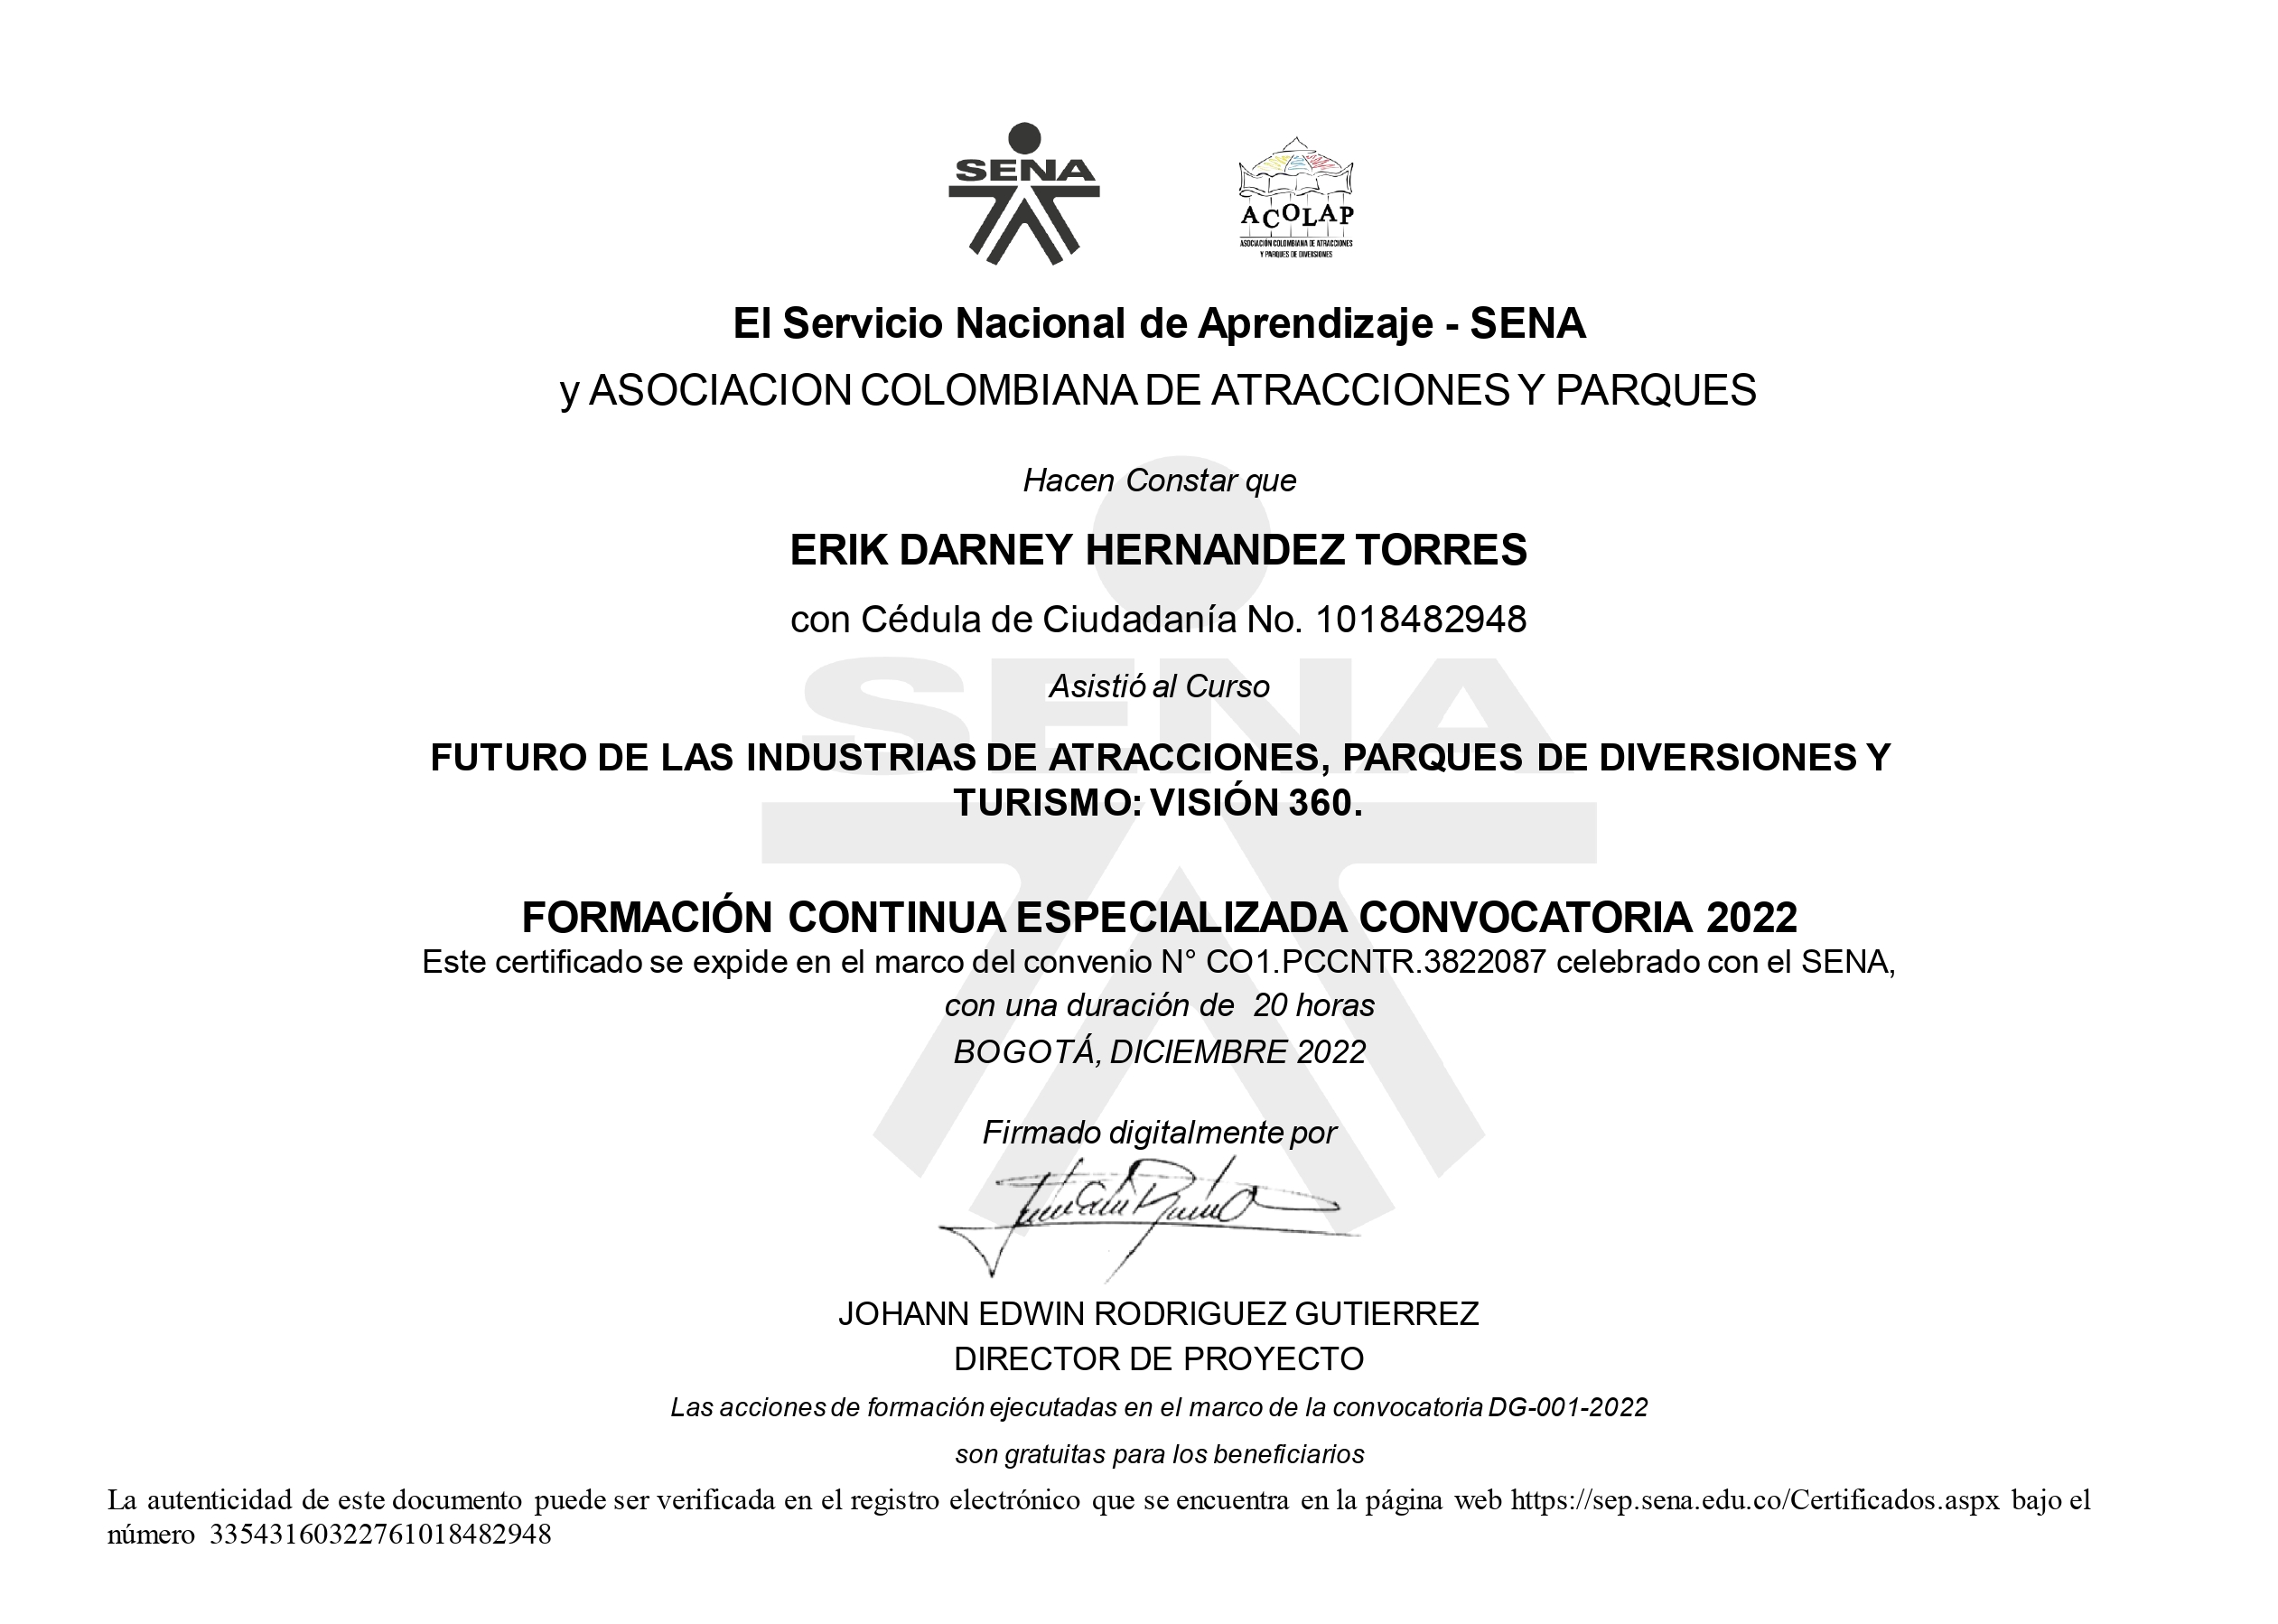 SENA
ACOLAP
ASOCIACIÓN COLOMBIANA DE ATRACCIONES
Y PARQUES DE DIVERSIONES
El Servicio Nacional de Aprendizaje - SENA
y ASOCIACION COLOMBIANA DE ATRACCIONES Y PARQUES
Hacen Constar que
ERIK DARNEY HERNANDEZ TORRES
con Cédula de Ciudadanía No. 1018482948
SENA
Asistió al Curso
FUTURO DE LAS INDUSTRIAS DE ATRACCIONES, PARQUES DE DIVERSIONES Y
TURISMO: VISIÓN 360.
FORMACIÓN CONTINUA ESPECIALIZADA CONVOCATORIA 2022
Este certificado se expide en el marco del convenio N° CO1.PCCNTR.3822087 celebrado con el SENA,
con una duración de 20 horas
BOGOTÁ, DICIEMBRE 2022
Firmado digitalmente por
JOHANN EDWIN RODRIGUEZ GUTIERREZ
DIRECTOR DE PROYECTO
Las acciones de formación ejecutadas en el marco de la convocatoria DG-001-2022
son gratuitas para los beneficiarios
La autenticidad de este documento puede ser verificada en el registro electrónico que se encuentra en la página web https://sep.sena.edu.co/Certificados.aspx bajo el
número 33543160322761018482948